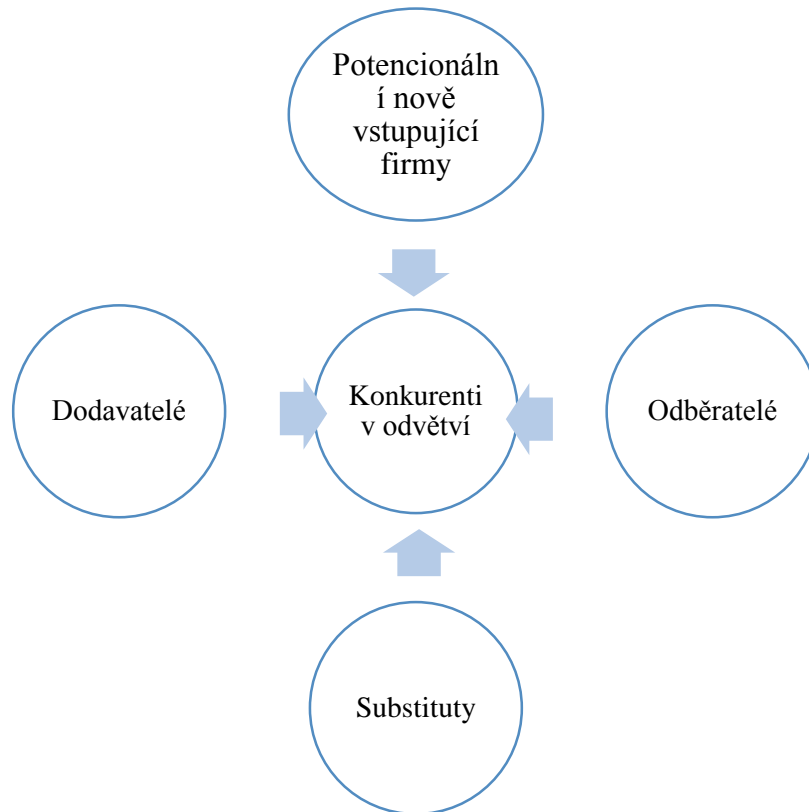 Potencionáln
í nově
vstupující
firmy
Dodavatelé
Konkurenti
v odvětví
Odběratelé
Substituty